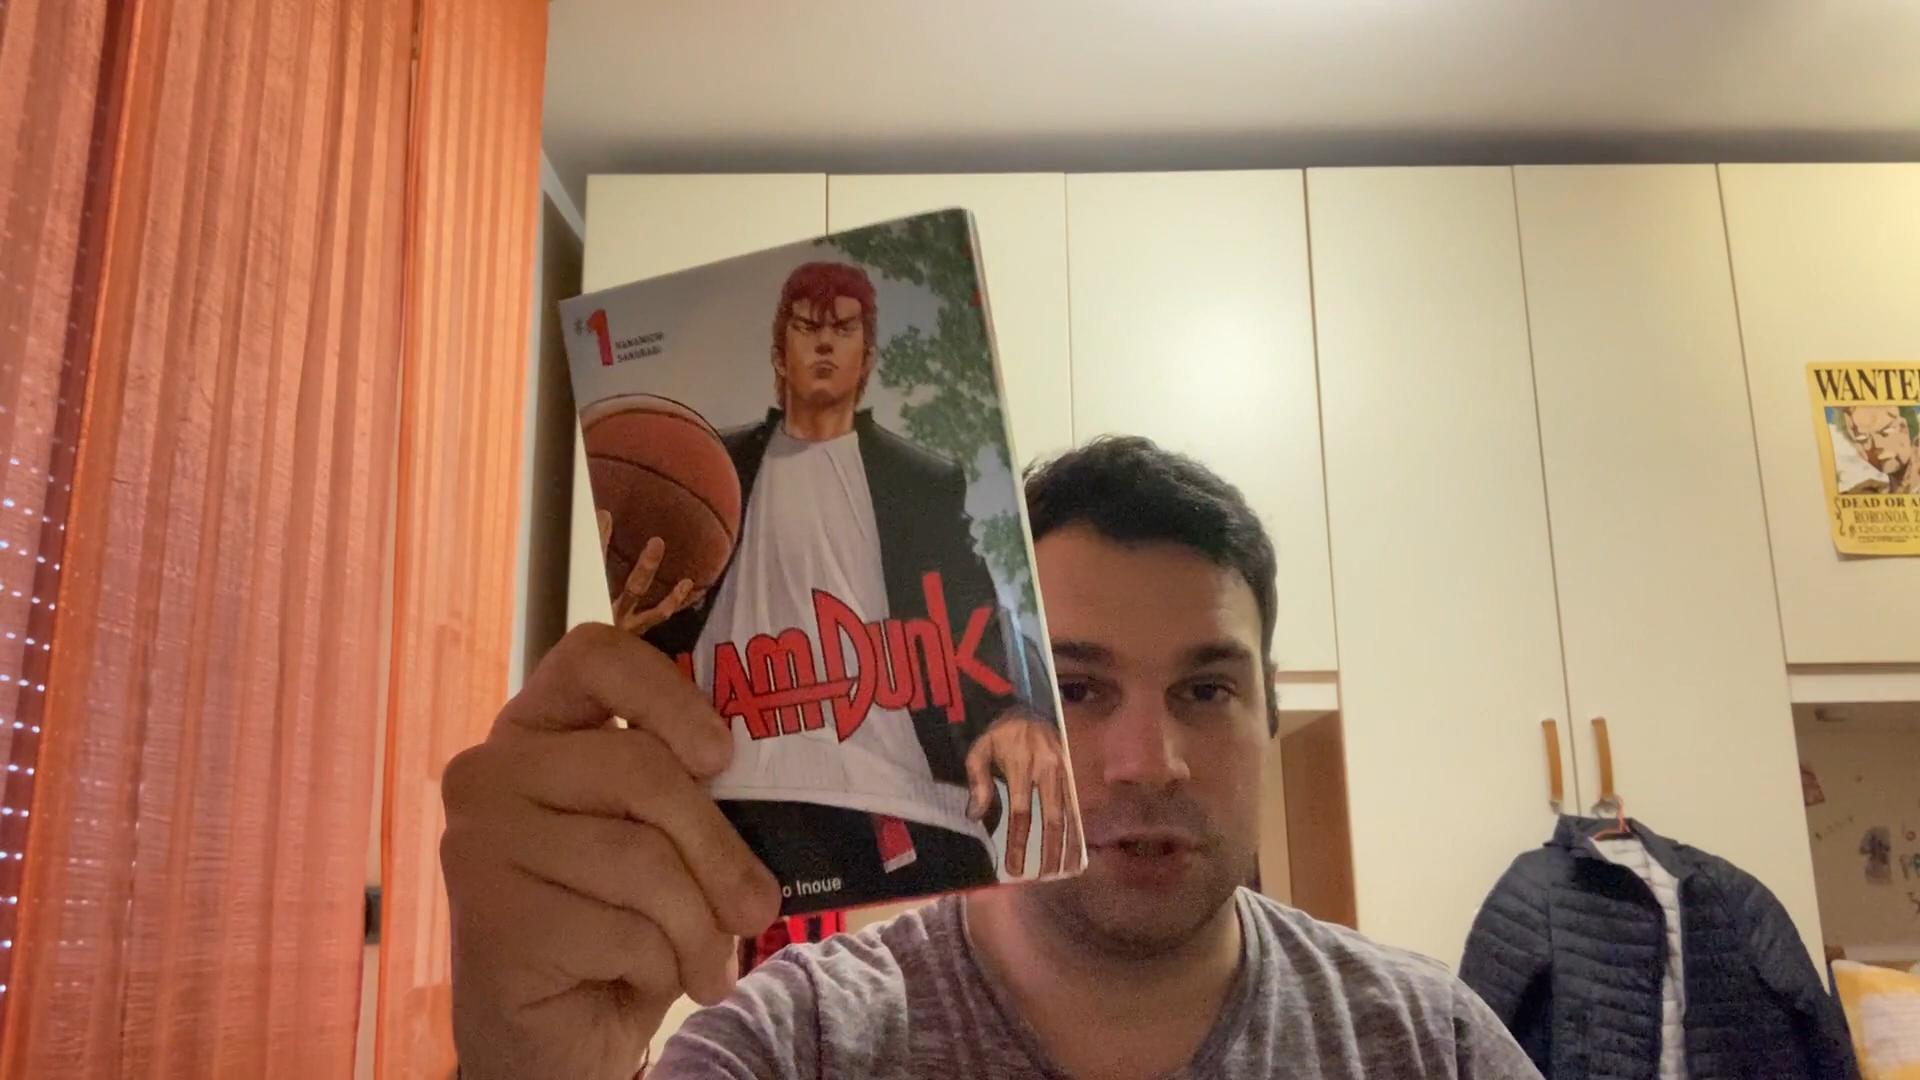 #1 HANAMICHI
SAKURAGI
LAM DUNK
o Inoue
WANTE
DEAD OR A
RORONOA Z